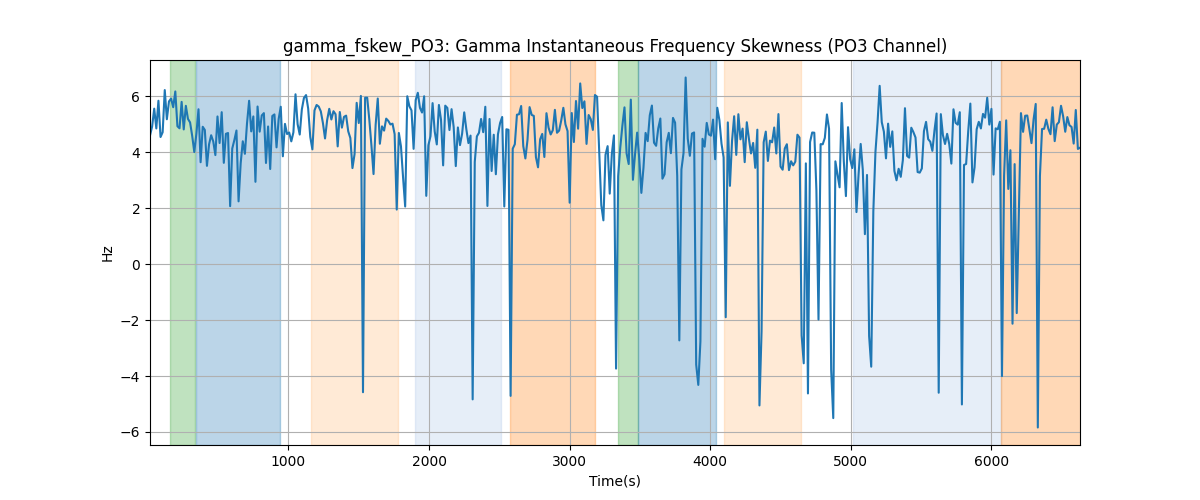 gamma_fskew_PO3: Gamma Instantaneous Frequency Skewness (PO3 Channel)
6
4
2
0
−2
−4
−6
Hz
1000 2000 3000 4000 5000 6000
Time(s)